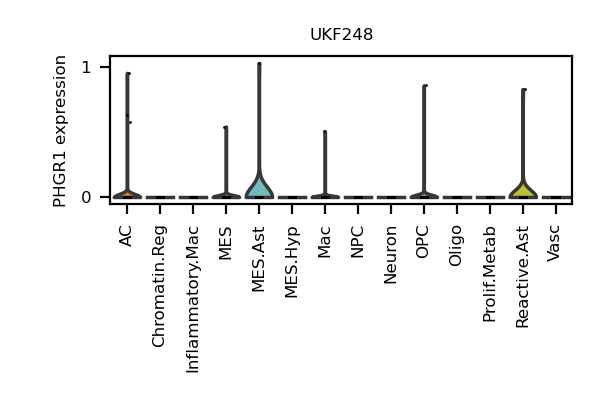 UKF248
PHGR1 expression
1
0
AC
Chromatin.Reg
Inflammatory.Mac
MES
MES.Ast
MES.Hyp
Mac
NPC
Neuron
OPC
Oligo
Prolif.Metab
Reactive.Ast
Vasc